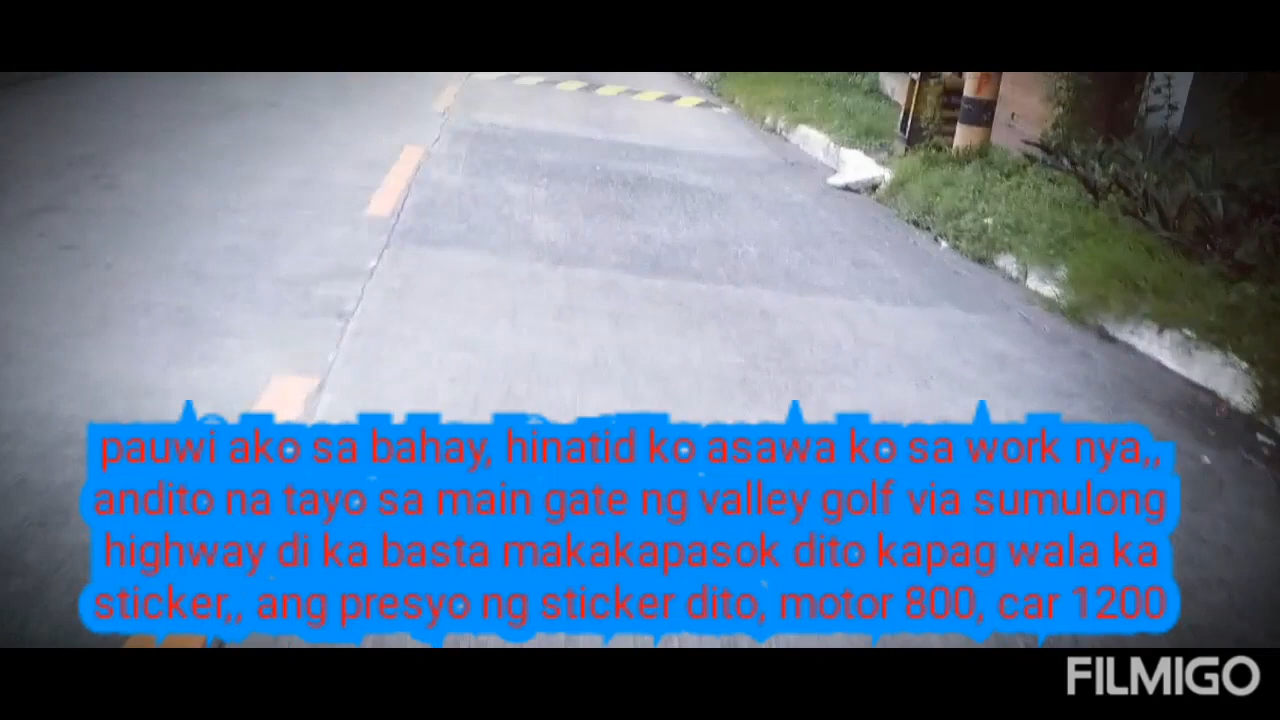 pauwi ako sa bahay, hinatid ko asawa ko sa work nya,,
andito na tayo sa main gate ng valley golf via sumulong
highway di ka basta makakapasok dito kapag wala ka
sticker,, ang presyo ng sticker dito, motor 800, car 1200
FILMIGO